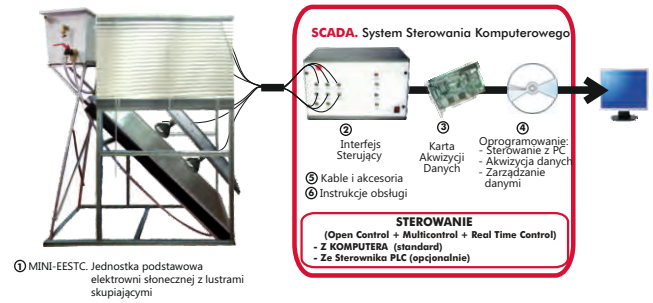 SCADA. System Sterowania Komputerowego
②
Interfejs
Sterujący
③
Karta
Akwizycji
Danych
④
Oprogramowanie:
- Sterowanie z PC
- Akwizycja danych
- Zarządzanie
danymi
⑤ Kable i akcesoria
⑥ Instrukcje obsługi
STEROWANIE
(Open Control + Multicontrol + Real Time Control)
- Z KOMPUTERA (standard)
- Ze Sterownika PLC (opcjonalnie)
① MINI-EESTC. Jednostka podstawowa
elektrowni słonecznej z lustrami
skupiającymi